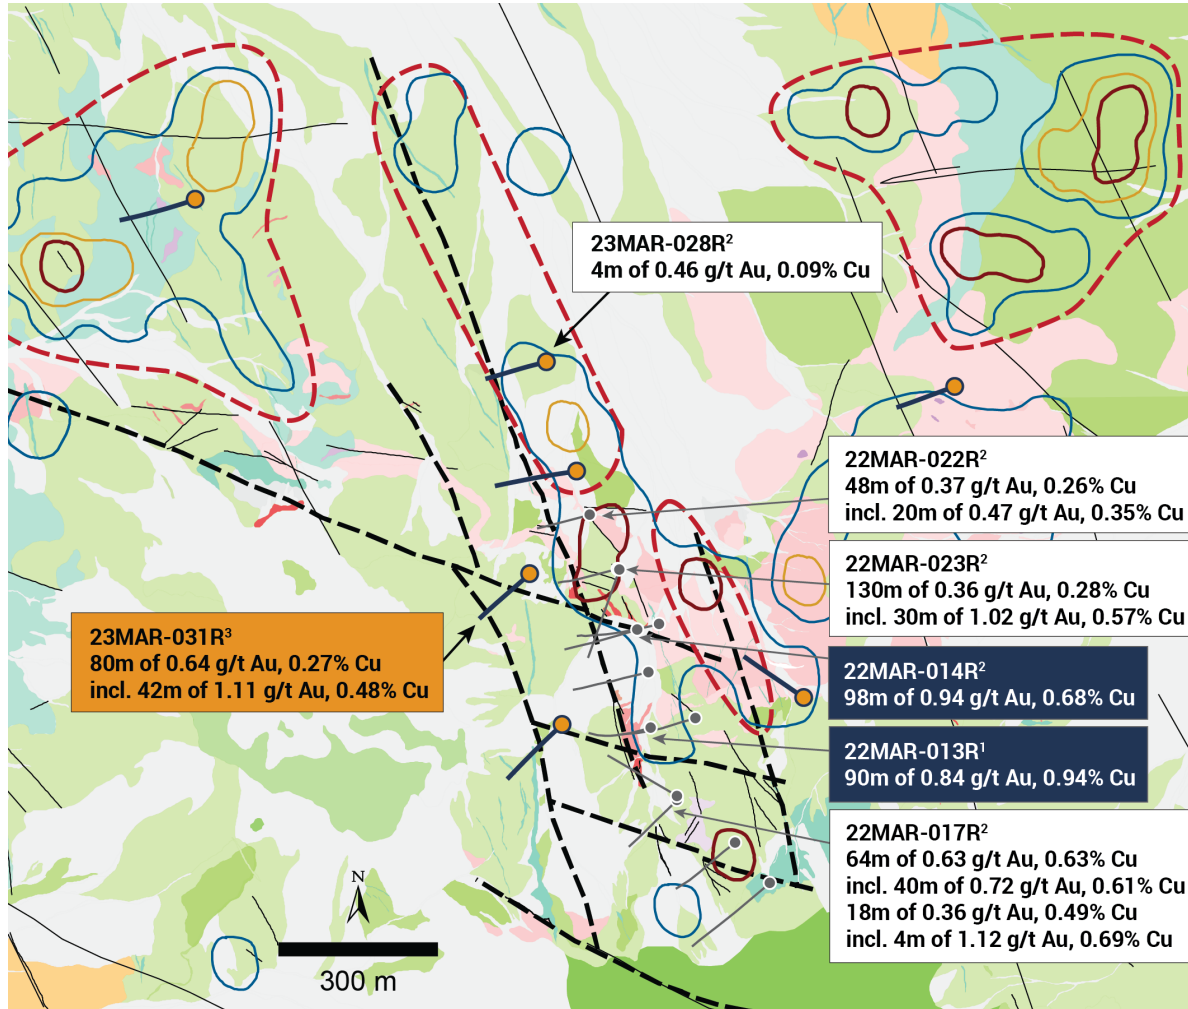 23MAR-028R²
4m of 0.46 g/t Au, 0.09% Cu
22MAR-022R²
48m of 0.37 g/t Au, 0.26% Cu
incl. 20m of 0.47 g/t Au, 0.35% Cu
22MAR-023R²
130m of 0.36 g/t Au, 0.28% Cu
incl. 30m of 1.02 g/t Au, 0.57% Cu
23MAR-031R³
80m of 0.64 g/t Au, 0.27% Cu
incl. 42m of 1.11 g/t Au, 0.48% Cu
22MAR-014R²
98m of 0.94 g/t Au, 0.68% Cu
22MAR-013R¹
90m of 0.84 g/t Au, 0.94% Cu
22MAR-017R²
64m of 0.63 g/t Au, 0.63% Cu
incl. 40m of 0.72 g/t Au, 0.61% Cu
18m of 0.36 g/t Au, 0.49% Cu
incl. 4m of 1.12 g/t Au, 0.69% Cu
N
300 m